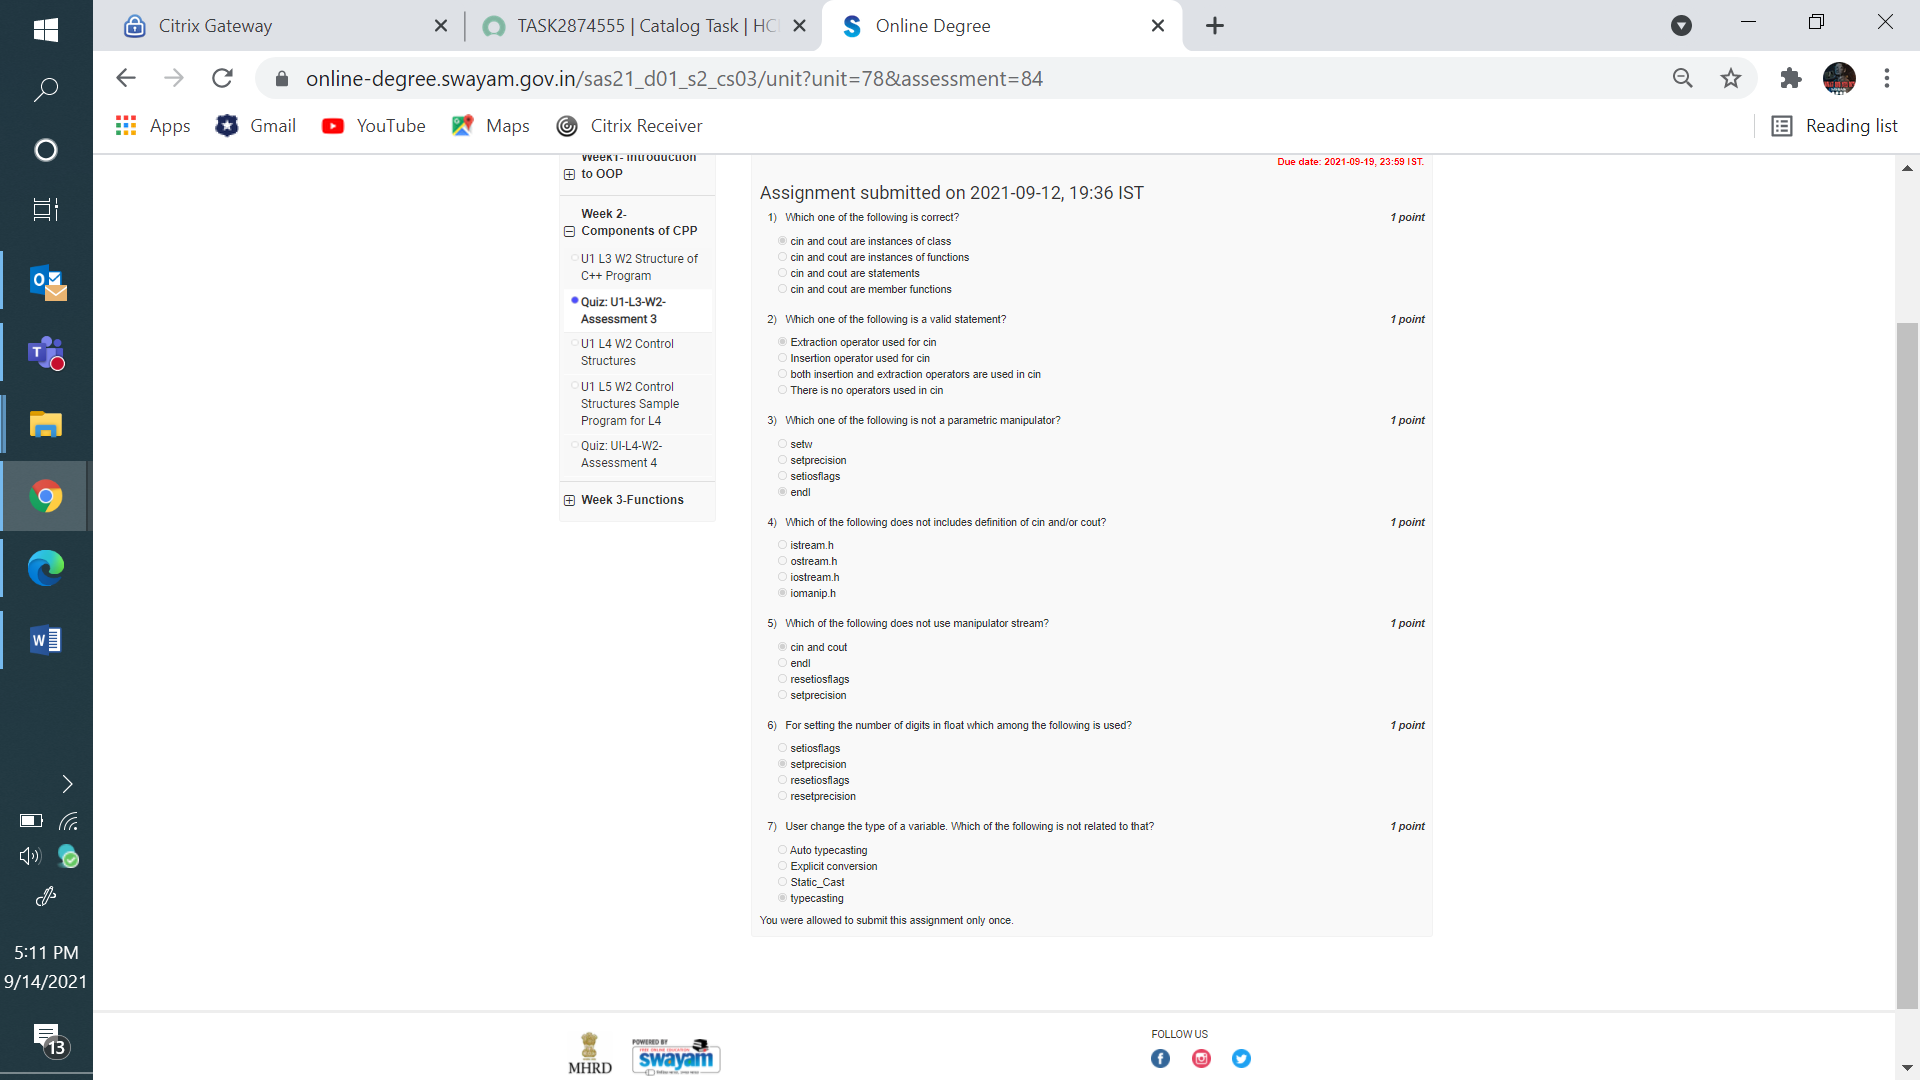 Citrix Gateway
TASK2874555 | Catalog Task | HC
Online Degree
online-degree.swayam.gov.in/sas21_d01_s2_cs03/unit?unit=78&assessment=84
Apps
Gmail
YouTube
Maps
Citrix Receiver
Reading list
Week1- Introduction
to OOP
Week 2-
Components of CPP
U1 L3 W2 Structure of
C++ Program
Quiz: U1-L3-W2-
Assessment 3
U1 L4 W2 Control
Structures
U1 L5 W2 Control
Structures Sample
Program for L4
Quiz: UI-L4-W2-
Assessment 4
Week 3-Functions
Due date: 2021-09-19, 23:59 IST.
Assignment submitted on 2021-09-12, 19:36 IST
1) Which one of the following is correct? 1 point
cin and cout are instances of class
cin and cout are instances of functions
cin and cout are statements
cin and cout are member functions
2) Which one of the following is a valid statement? 1 point
Extraction operator used for cin
Insertion operator used for cin
both insertion and extraction operators are used in cin
There is no operators used in cin
3) Which one of the following is not a parametric manipulator? 1 point
setw
setprecision
setiosflags
endl
4) Which of the following does not includes definition of cin and/or cout? 1 point
istream.h
ostream.h
iostream.h
iomanip.h
5) Which of the following does not use manipulator stream? 1 point
cin and cout
endl
resetiosflags
setprecision
6) For setting the number of digits in float which among the following is used? 1 point
setiosflags
setprecision
resetiosflags
resetprecision
7) User change the type of a variable. Which of the following is not related to that? 1 point
Auto typecasting
Explicit conversion
Static_Cast
typecasting
You were allowed to submit this assignment only once.
5:11 PM
9/14/2021
13
MHRD
POWERED BY
swayam
FOLLOW US